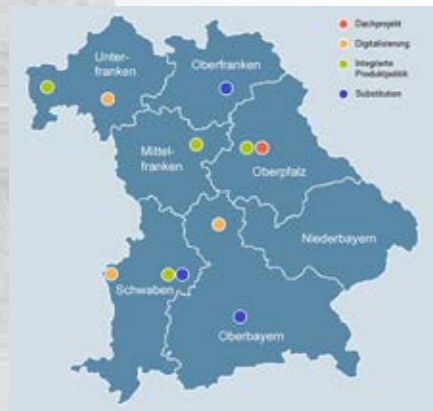 Dachprojekt
Digitalisierung
Integrierte
Produktpolitik
Substitution
Unter-
franken
Oberfranken
Mittel-
franken
Oberpfalz
Niederbayern
Schwaben
Oberbayern